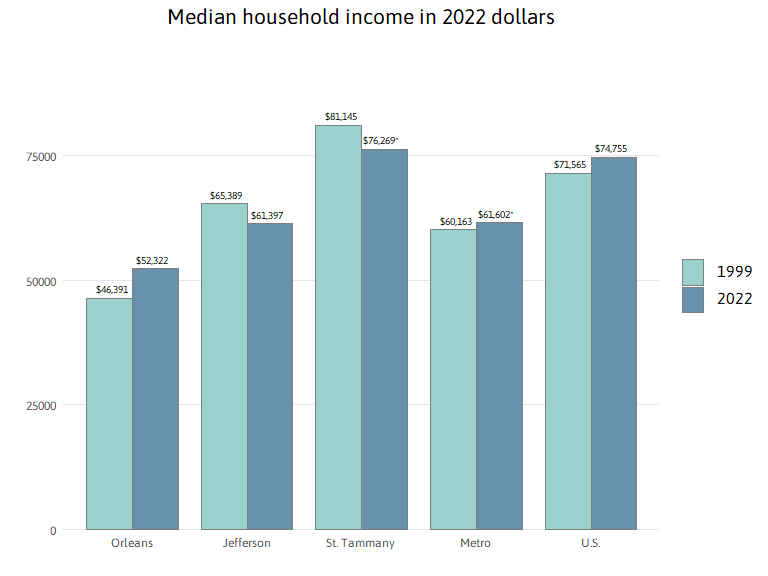 Median household income in 2022 dollars
$81,145
$76,269*
$74,755
$71,565
75000
$65,389
$61,397
$60,163
$61,602*
$52,322
$46,391
50000
25000
0
1999
2022
Orleans
Jefferson
St. Tammany
Metro
U.S.